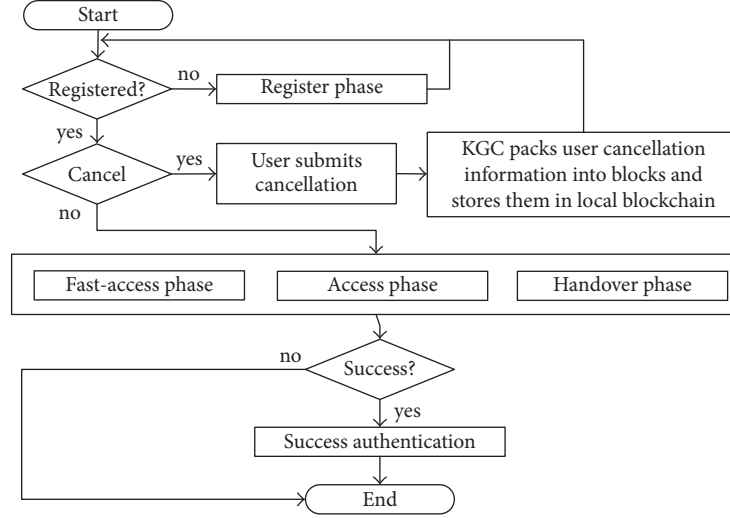 Start
Registered?
no
Register phase
yes
Cancel
yes
User submits
cancellation
KGC packs user cancellation
information into blocks and
stores them in local blockchain
no
Fast-access phase
Access phase
Handover phase
no
Success?
yes
Success authentication
End